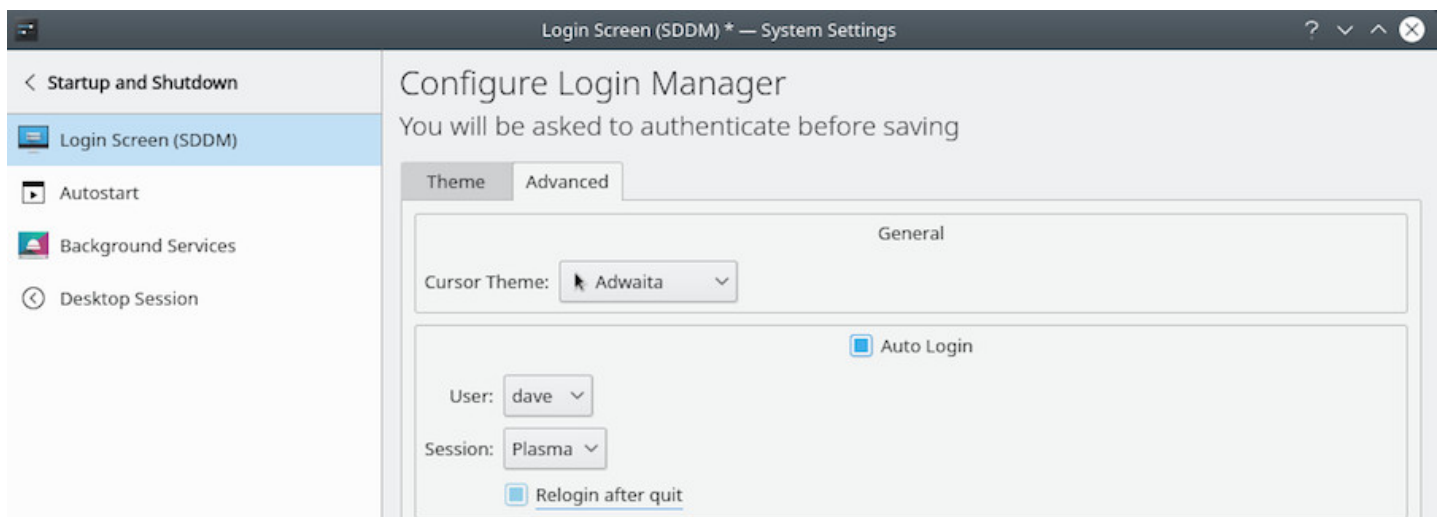 Login Screen (SDDM) * — System Settings
Startup and Shutdown
Login Screen (SDDM)
Autostart
Background Services
Desktop Session
Configure Login Manager
You will be asked to authenticate before saving
Theme
Advanced
General
Cursor Theme: Adwaita
Auto Login
User: dave
Session: Plasma
Relogin after quit